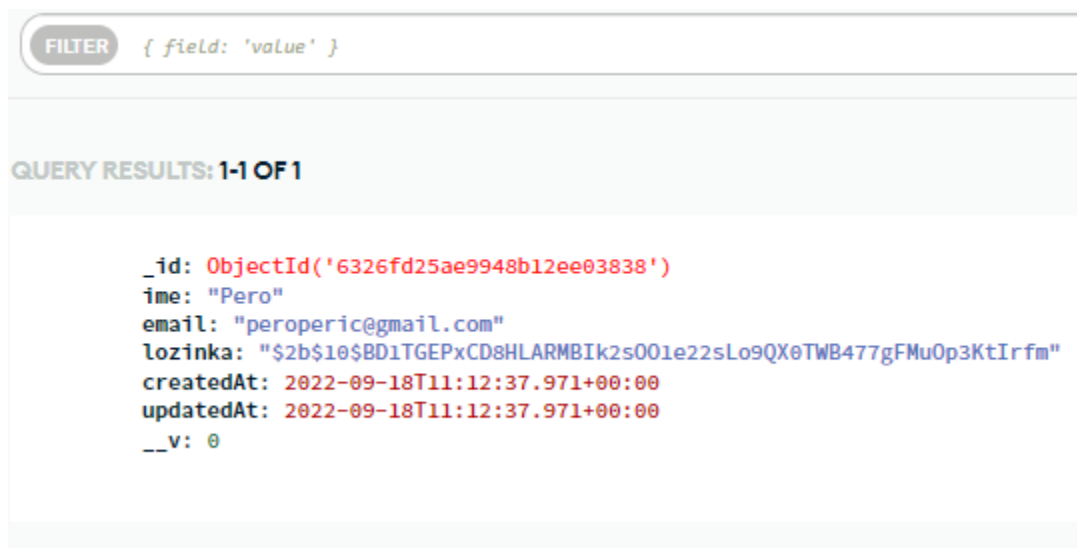 FILTER { field: 'value' }
QUERY RESULTS: 1-1 OF 1
_id: ObjectId('6326fd25ae9948b12ee03838')
ime: "Pero"
email: "peroperic@gmail.com"
lozinka: "$2b$10$BD1TGEPxCD8HLARMBIk2sOO1e22sLo9QX0TWB477gFMuOp3KtIrfm"
createdAt: 2022-09-18T11:12:37.971+00:00
updatedAt: 2022-09-18T11:12:37.971+00:00
__v: 0